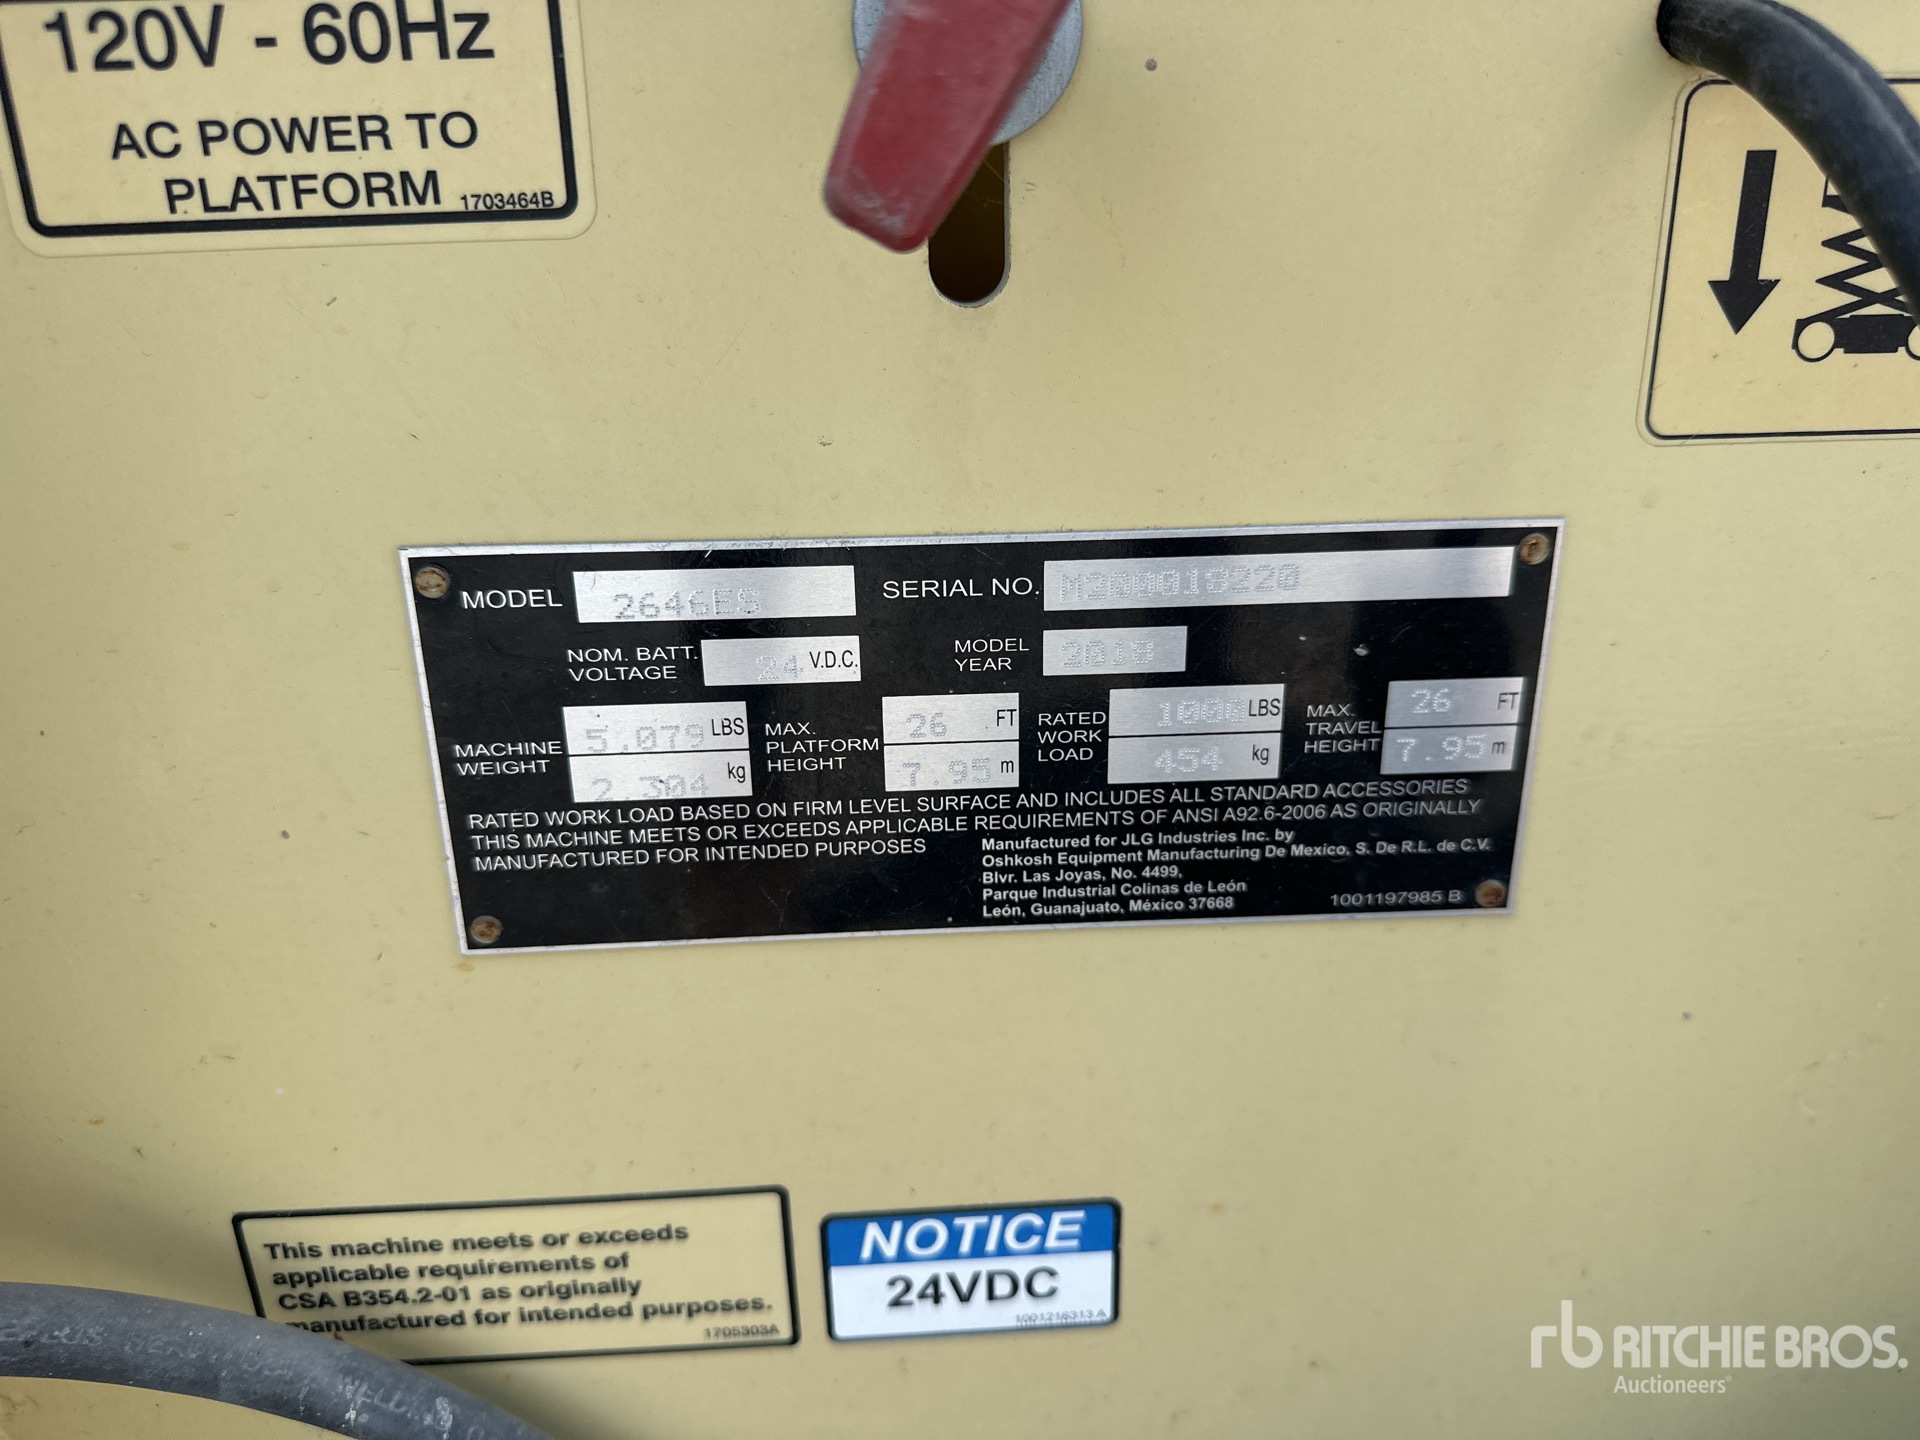 120V - 60Hz
AC POWER TO
PLATFORM 1703464B
MODEL 2646ES SERIAL NO. M200018220
NOM. BATT. VOLTAGE 24 V.D.C. MODEL YEAR 2018
MACHINE WEIGHT 5,079 LBS 2 304 kg
MAX. PLATFORM HEIGHT 26 FT 7.95 m
RATED WORK LOAD 1000 LBS 454 kg
MAX. TRAVEL HEIGHT 26 FT 7.95 m
RATED WORK LOAD BASED ON FIRM LEVEL SURFACE AND INCLUDES ALL STANDARD ACCESSORIES
THIS MACHINE MEETS OR EXCEEDS APPLICABLE REQUIREMENTS OF ANSI A92.6-2006 AS ORIGINALLY
MANUFACTURED FOR INTENDED PURPOSES
Manufactured for JLG Industries Inc. by
Oshkosh Equipment Manufacturing De Mexico, S. De R.L. de C.V.
Blvr. Las Joyas, No. 4499,
Parque Industrial Colinas de León
León, Guanajuato, México 37668
1001197985 B
This machine meets or exceeds
applicable requirements of
CSA B354.2-01 as originally
manufactured for intended purposes.
1705303A
NOTICE
24VDC
1001216313 A
rb RITCHIE BROS.
Auctioneers